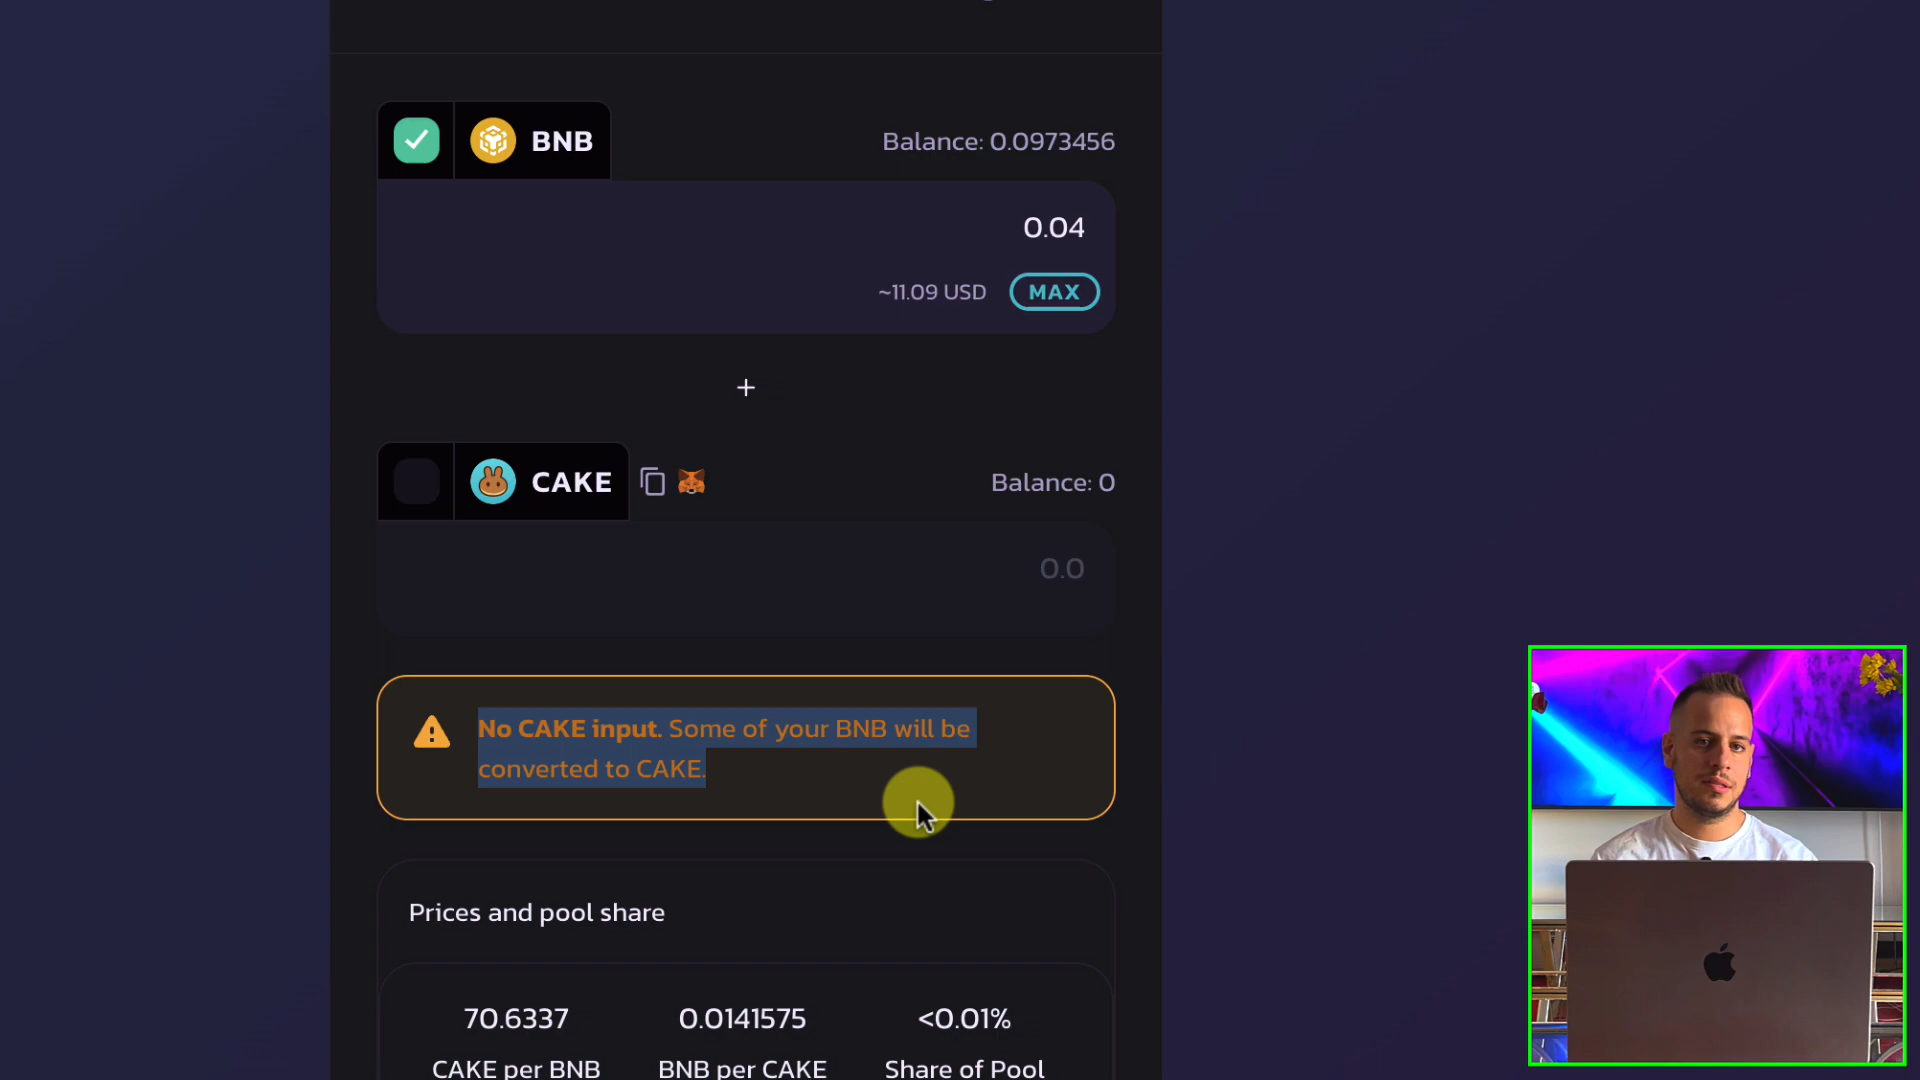 BNB
Balance: 0.0973456
0.04
~11.09 USD MAX
+
CAKE
Balance: 0
0.0
No CAKE input. Some of your BNB will be
converted to CAKE.
Prices and pool share
70.6337 0.0141575 <0.01%
CAKE per BNB BNB per CAKE Share of Pool